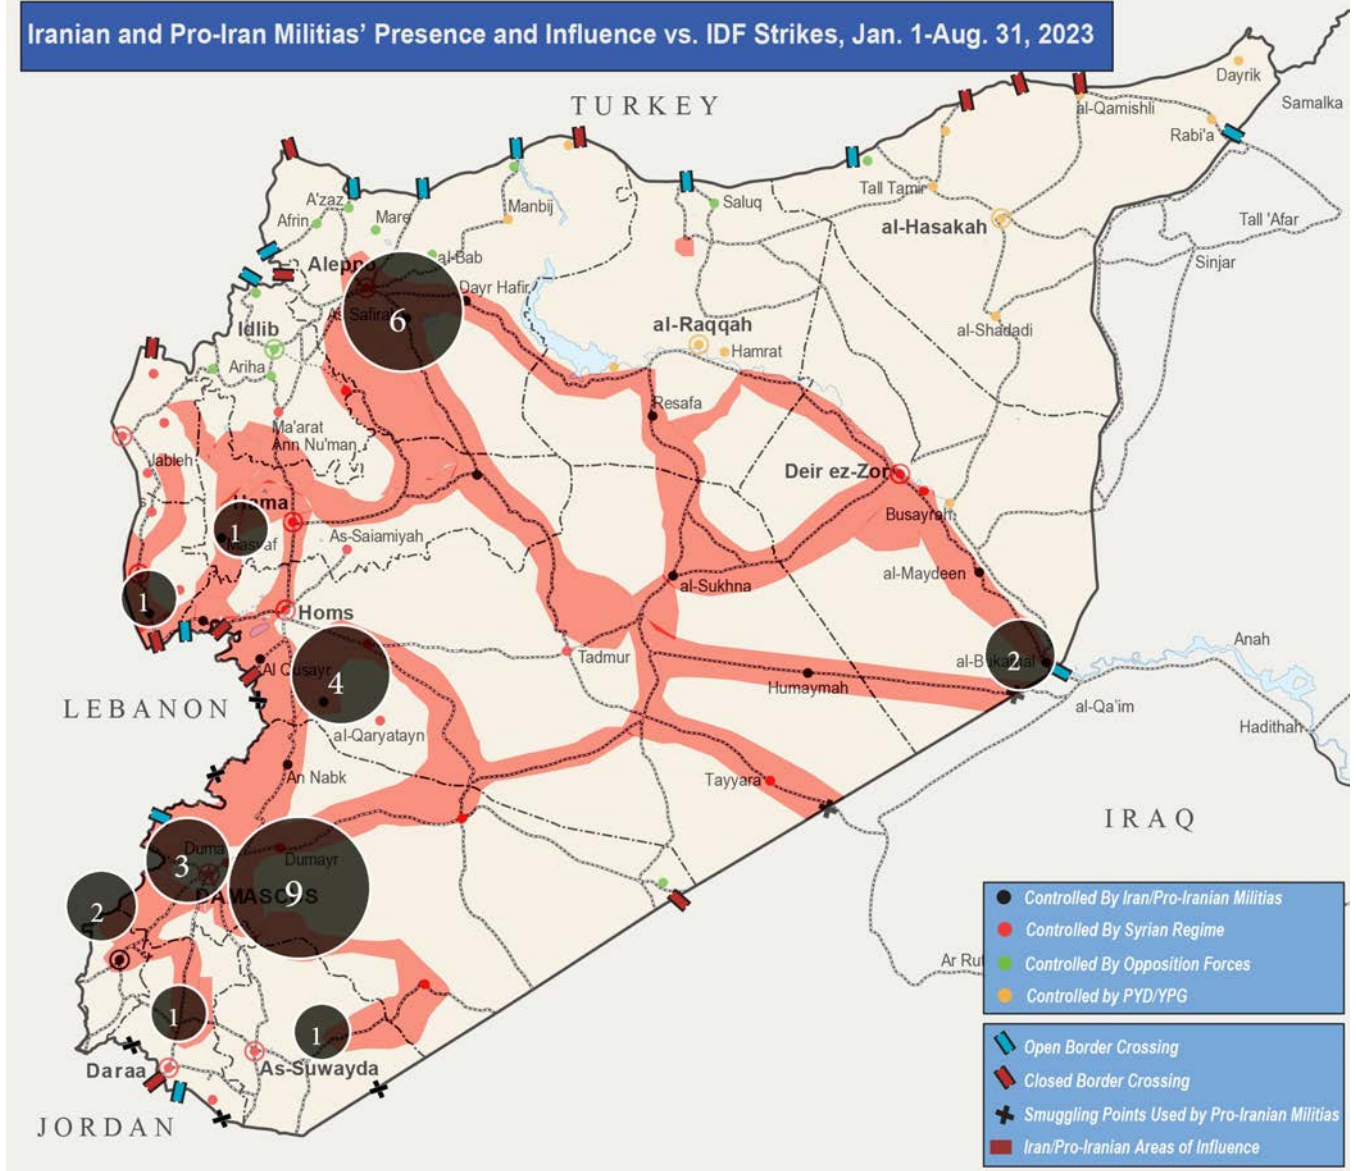 Iranian and Pro-Iran Militias’ Presence and Influence vs. IDF Strikes, Jan. 1-Aug. 31, 2023
TURKEY
Dayrik
Samalka
al-Qamishli
Rabi'a
Tall Tamir
A'zaz
Afrin
Mare
Manbij
Saluq
al-Hasakah
Tall 'Afar
Aleppo
al-Bab
Sinjar
Dayr Hafir
As Safirah
6
Idlib
al-Raqqah
Hamrat
al-Shadadi
Ariha
Resafa
Ma'arat
Ann Nu'man
Jableh
Deir ez-Zor
Hama
Busayrah
1
Masyaf
As-Saiamiyah
al-Maydeen
al-Sukhna
1
Homs
Anah
Tadmur
al-Bukamal
2
Al Qusayr
4
Humaymah
LEBANON
al-Qa'im
Hadithah
al-Qaryatayn
An Nabk
Tayyara
IRAQ
Duma
3
Dumayr
DAMASCUS
9
2
Ar Rut
1
1
Daraa
As-Suwayda
JORDAN
Controlled By Iran/Pro-Iranian Militias
Controlled By Syrian Regime
Controlled By Opposition Forces
Controlled by PYD/YPG
Open Border Crossing
Closed Border Crossing
Smuggling Points Used by Pro-Iranian Militias
Iran/Pro-Iranian Areas of Influence